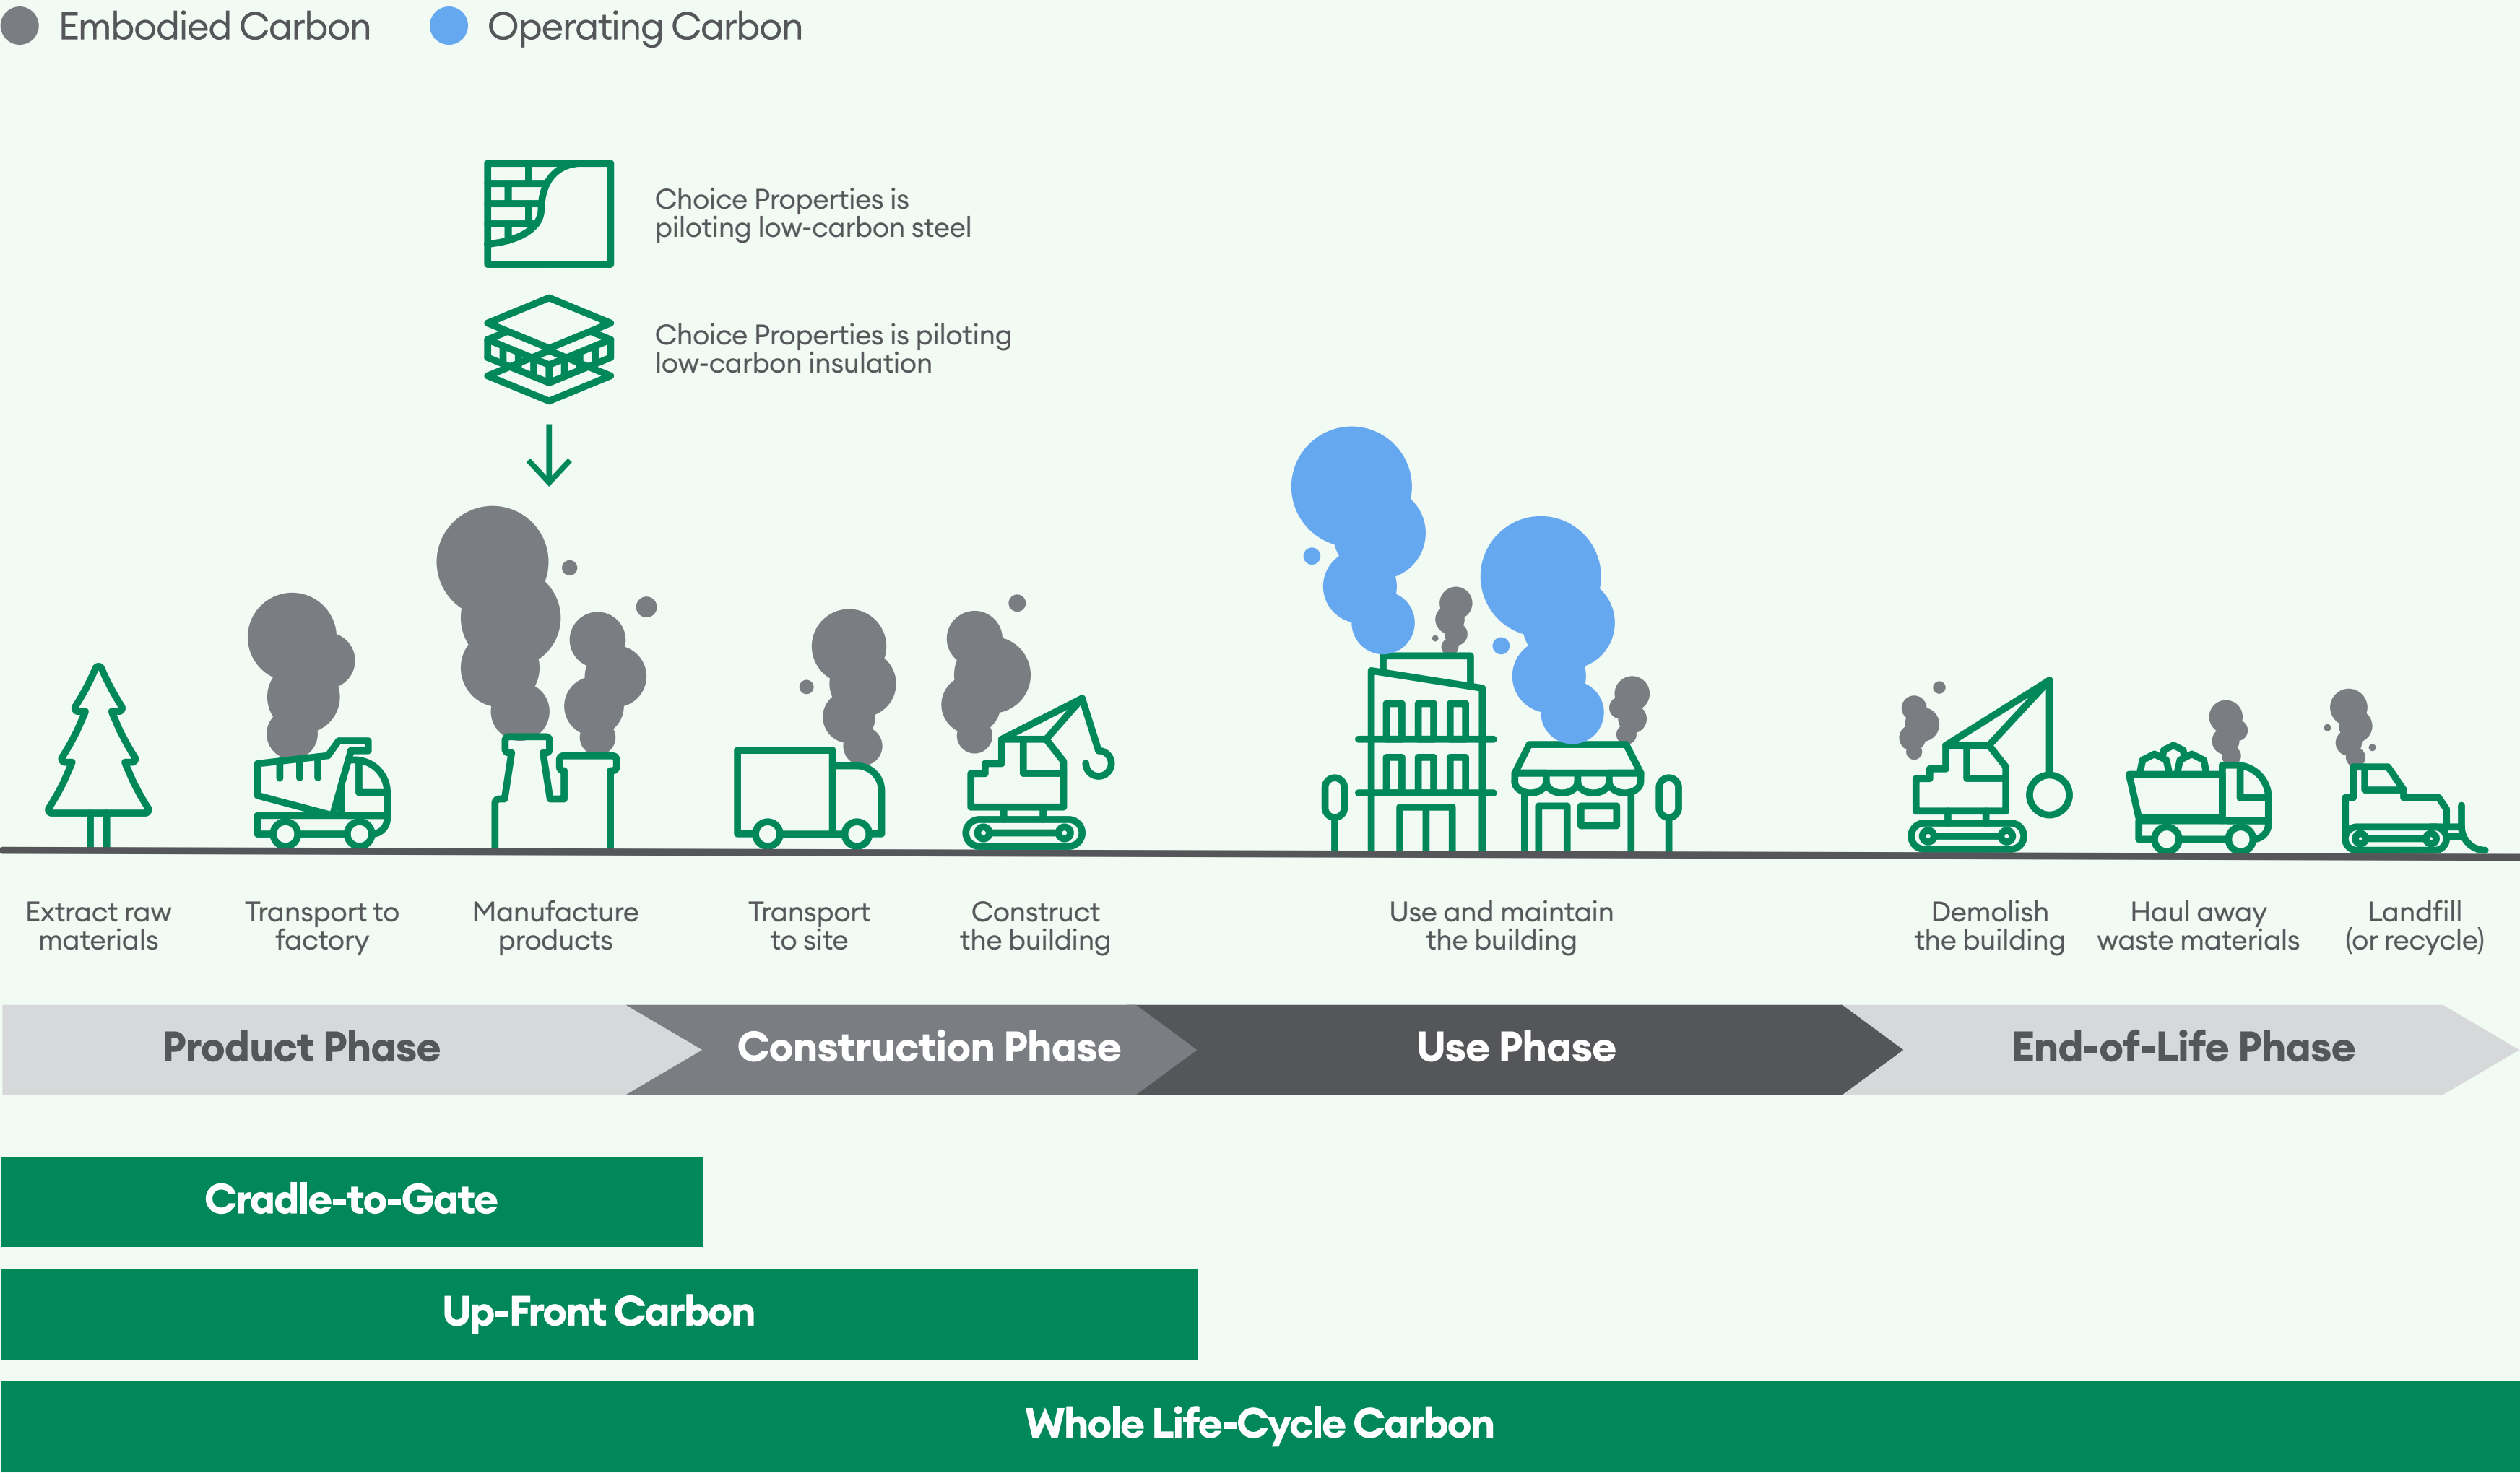 Embodied Carbon
Operating Carbon
Choice Properties is
piloting low-carbon steel
Choice Properties is piloting
low-carbon insulation
Extract raw
materials
Transport to
factory
Manufacture
products
Transport
to site
Construct
the building
Use and maintain
the building
Demolish
the building
Haul away
waste materials
Landfill
(or recycle)
Product Phase
Construction Phase
Use Phase
End-of-Life Phase
Cradle-to-Gate
Up-Front Carbon
Whole Life-Cycle Carbon